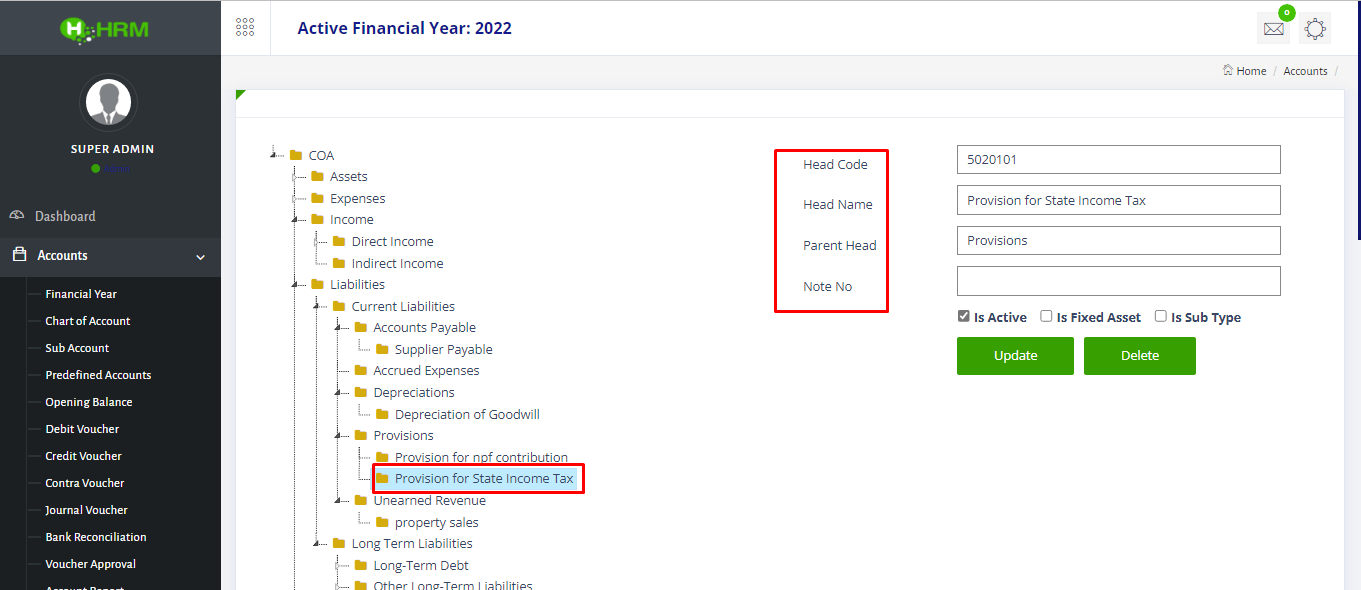 HRM
Active Financial Year: 2022
0
Home / Accounts /
SUPER ADMIN
Dashboard
Accounts
Financial Year
Chart of Account
Sub Account
Predefined Accounts
Opening Balance
Debit Voucher
Credit Voucher
Contra Voucher
Journal Voucher
Bank Reconciliation
Voucher Approval
Account Report
COA
Assets
Expenses
Income
Direct Income
Indirect Income
Liabilities
Current Liabilities
Accounts Payable
Supplier Payable
Accrued Expenses
Depreciations
Depreciation of Goodwill
Provisions
Provision for npf contribution
Provision for State Income Tax
Unearned Revenue
property sales
Long Term Liabilities
Long-Term Debt
Other Long-Term Liabilities
Head Code
5020101
Head Name
Provision for State Income Tax
Parent Head
Provisions
Note No
Is Active Is Fixed Asset Is Sub Type
Update Delete